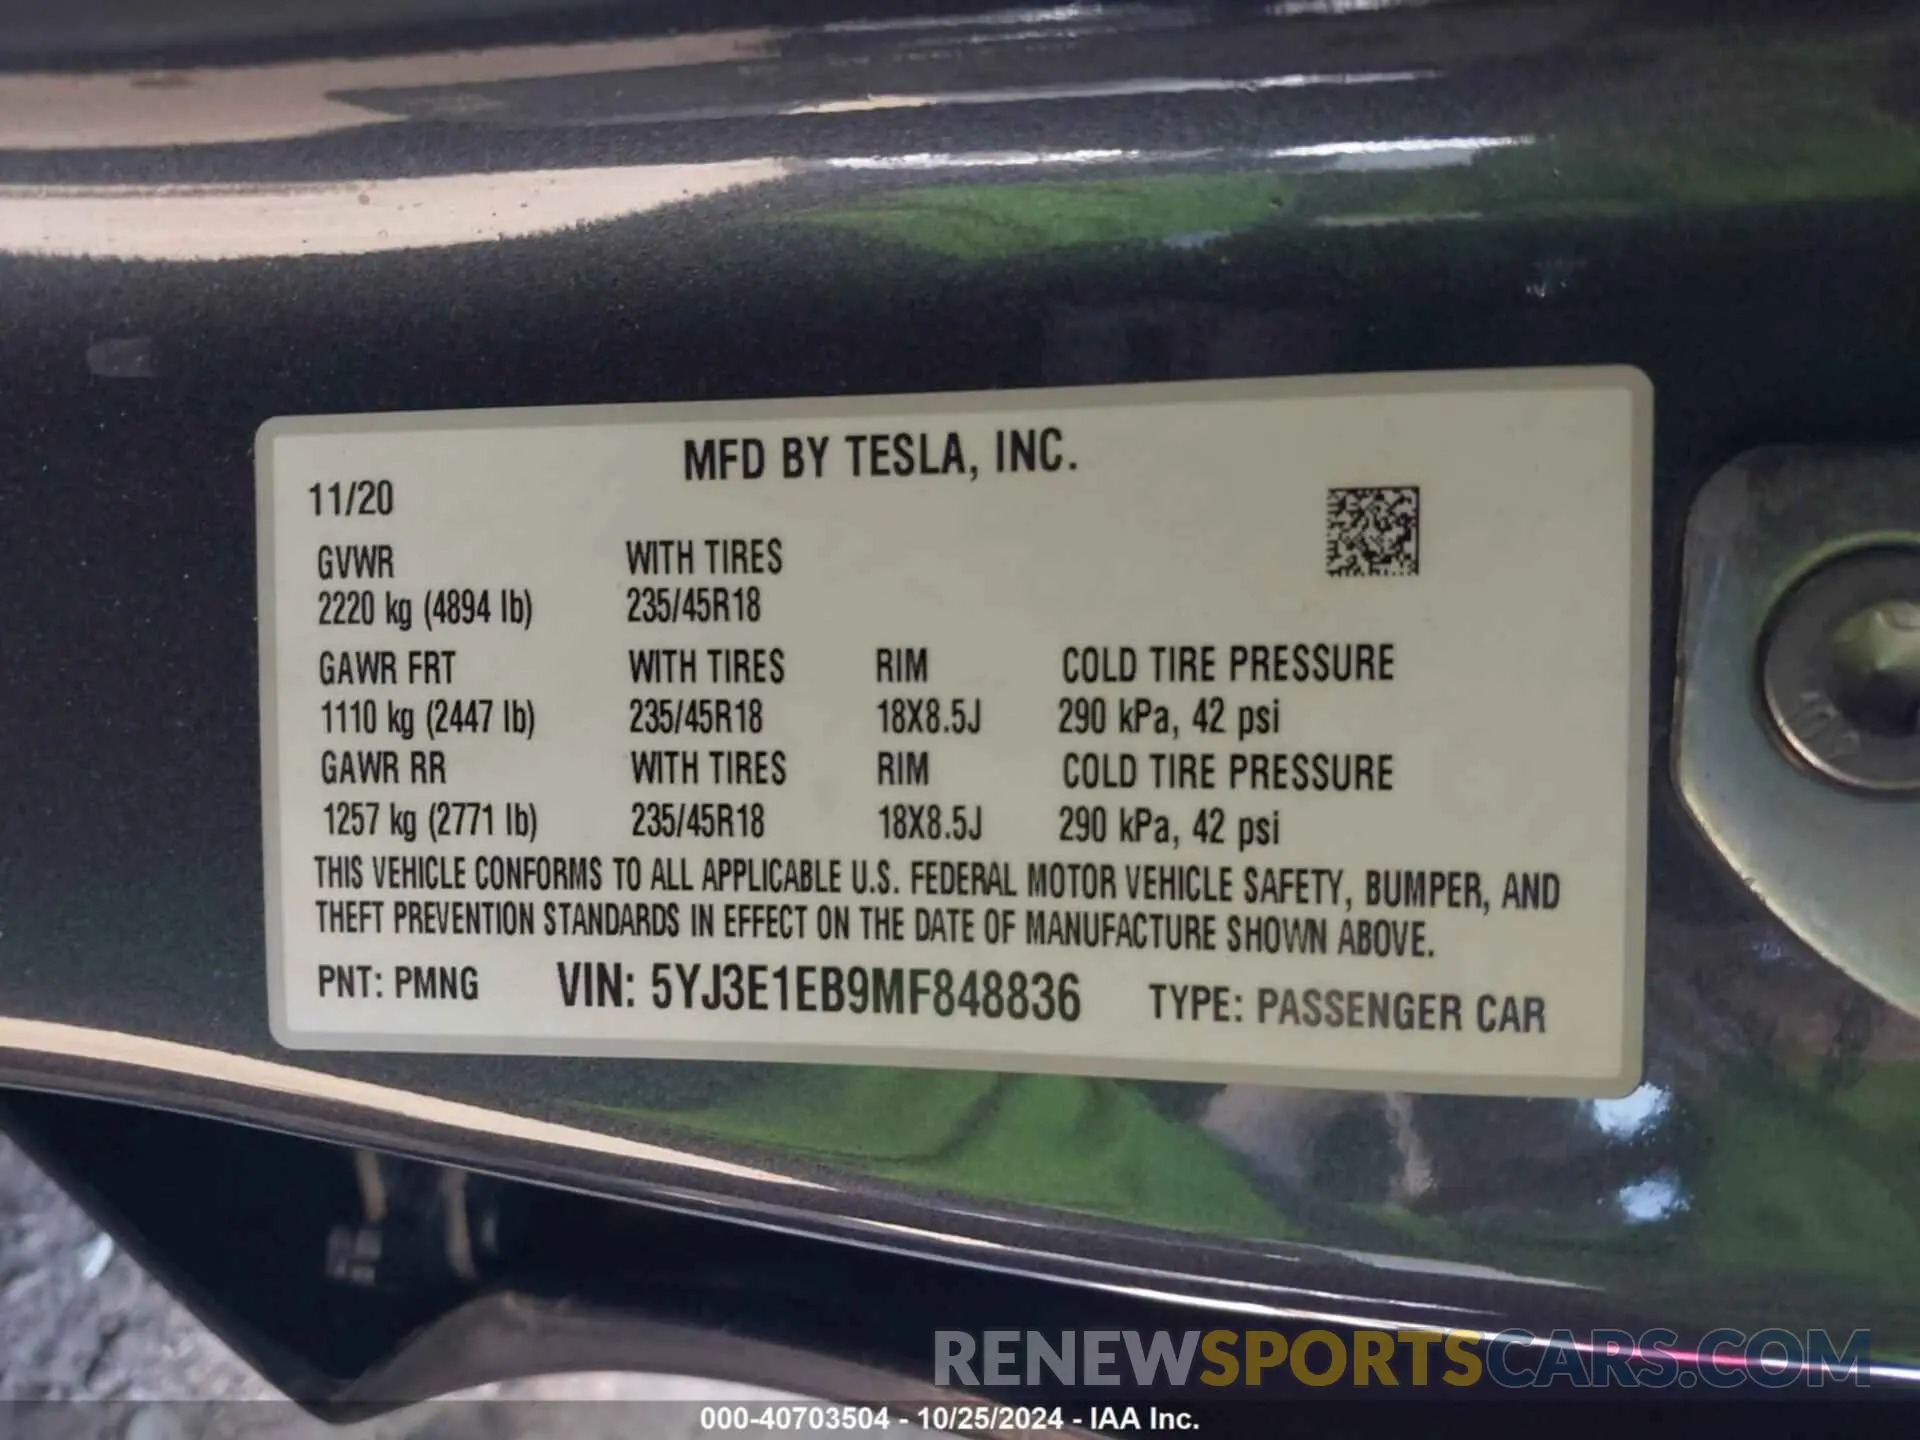 MFD BY TESLA, INC.
11/20
GVWR WITH TIRES
2220 kg (4894 lb) 235/45R18
GAWR FRT WITH TIRES RIM COLD TIRE PRESSURE
1110 kg (2447 lb) 235/45R18 18X8.5J 290 kPa, 42 psi
GAWR RR WITH TIRES RIM COLD TIRE PRESSURE
1257 kg (2771 lb) 235/45R18 18X8.5J 290 kPa, 42 psi
THIS VEHICLE CONFORMS TO ALL APPLICABLE U.S. FEDERAL MOTOR VEHICLE SAFETY, BUMPER, AND
THEFT PREVENTION STANDARDS IN EFFECT ON THE DATE OF MANUFACTURE SHOWN ABOVE.
PNT: PMNG VIN: 5YJ3E1EB9MF848836 TYPE: PASSENGER CAR
RENEWSPORTSCARS.COM
000-40703504 - 10/25/2024 - IAA Inc.